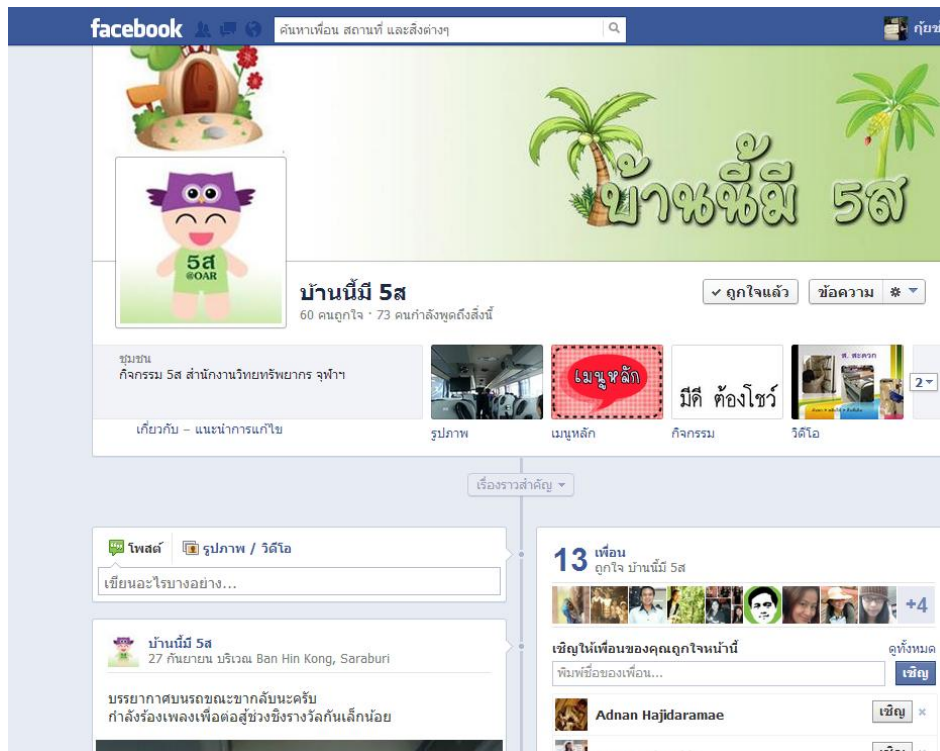 facebook
ค้นหาเพื่อน สถานที่ และสิ่งต่างๆ
บ้านนี้มี 5ส
5ส
@OAR
บ้านนี้มี 5ส
60 คนถูกใจ · 73 คนกำลังพูดถึงสิ่งนี้
ถูกใจแล้ว
ข้อความ
ชุมชน
กิจกรรม 5ส สำนักงานวิทยทรัพยากร จุฬาฯ
เกี่ยวกับ – แนะนำการแก้ไข
เมนูหลัก
มีดี ต้องโชว์
ส. สะดวก
2
รูปภาพ
เมนูหลัก
กิจกรรม
วิดีโอ
เรื่องราวสำคัญ
โพสต์
รูปภาพ / วิดีโอ
เขียนอะไรบางอย่าง...
บ้านนี้มี 5ส
27 กันยายน บริเวณ Ban Hin Kong, Saraburi
บรรยากาศบนรถขณะขากลับนะครับ
กำลังร้องเพลงเพื่อต่อสู้ช่วงชิงรางวัลกันเล็กน้อย
13 เพื่อน
ถูกใจ บ้านนี้มี 5ส
+4
เชิญให้เพื่อนของคุณถูกใจหน้านี้
ดูทั้งหมด
พิมพ์ชื่อของเพื่อน...
เชิญ
Adnan Hajidaramae
เชิญ